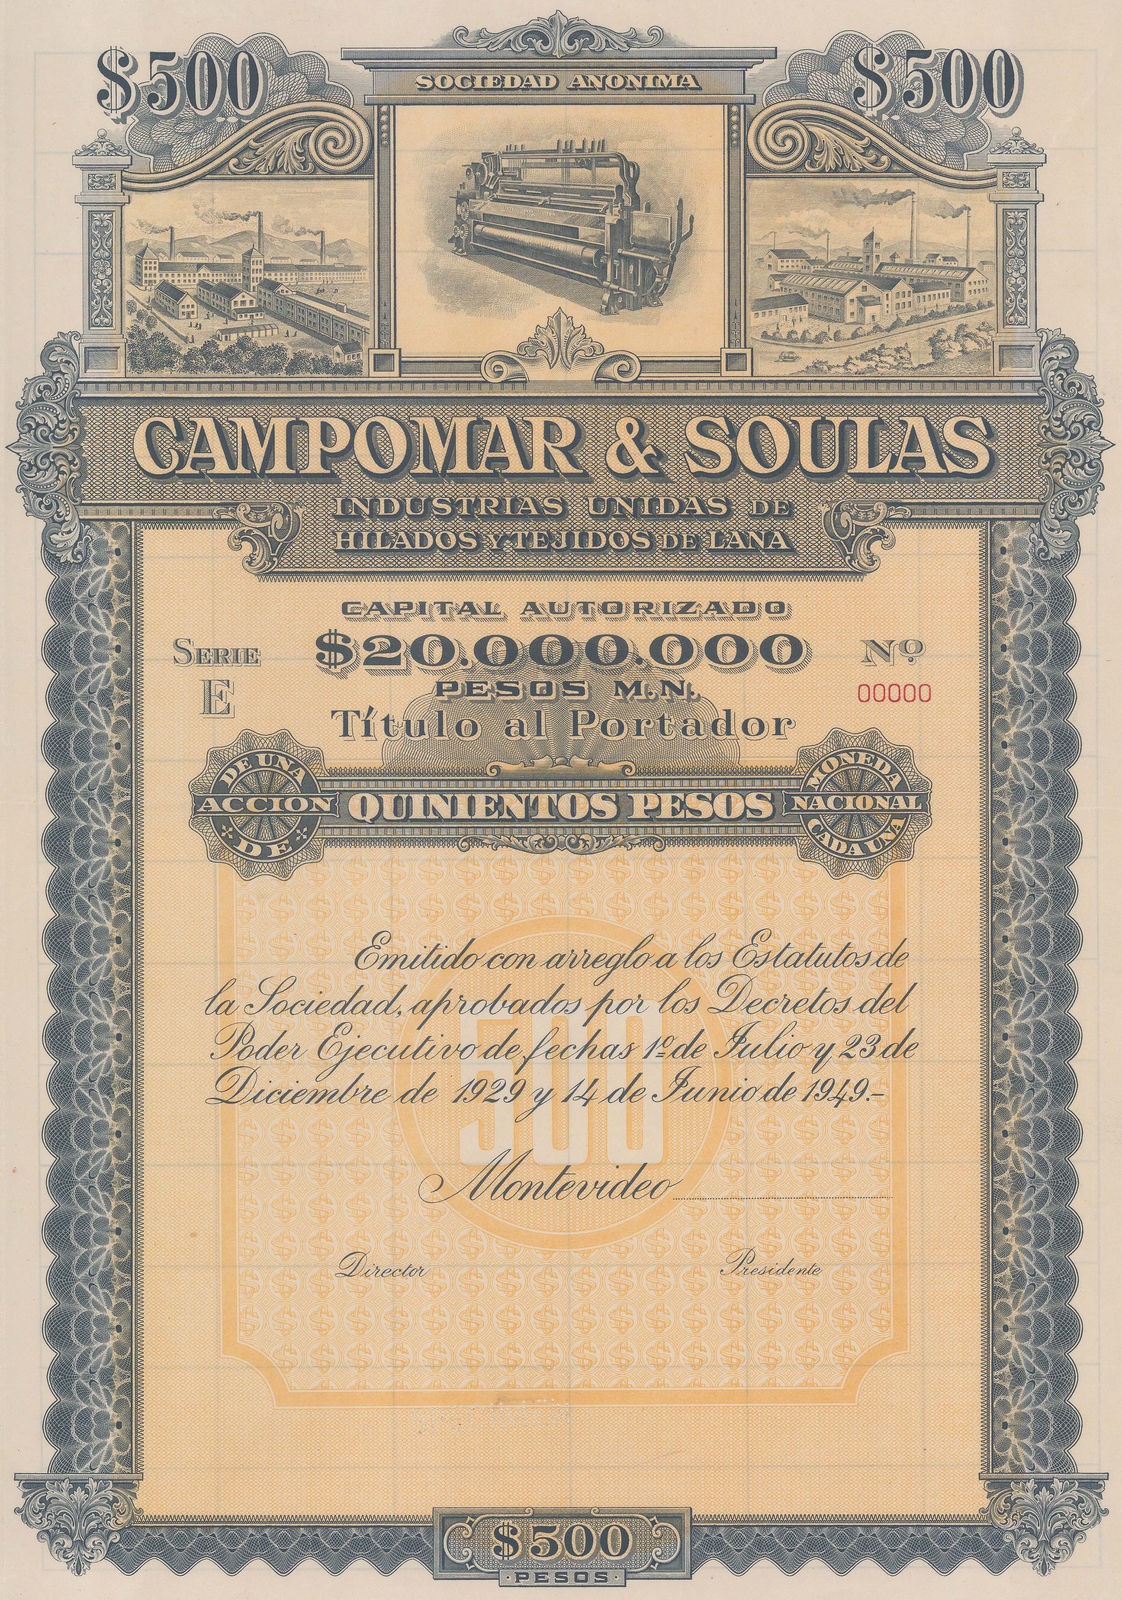 $500
$500
SOCIEDAD ANONIMA
CAMPOMAR & SOULAS
INDUSTRIAS UNIDAS DE
HILADOS Y TEJIDOS DE LANA
CAPITAL AUTORIZADO
SERIE $20.000.000 Nº
E PESOS M.N. 00000
Título al Portador
DE UNA ACCION DE QUINIENTOS PESOS MONEDA NACIONAL CADA UNA
Emitido con arreglo a los Estatutos de
la Sociedad, aprobados por los Decretos del
Poder Ejecutivo de fechas 1º de Julio y 23 de
Diciembre de 1929 y 14 de Junio de 1949.-
500
Montevideo
Director Presidente
$500
PESOS